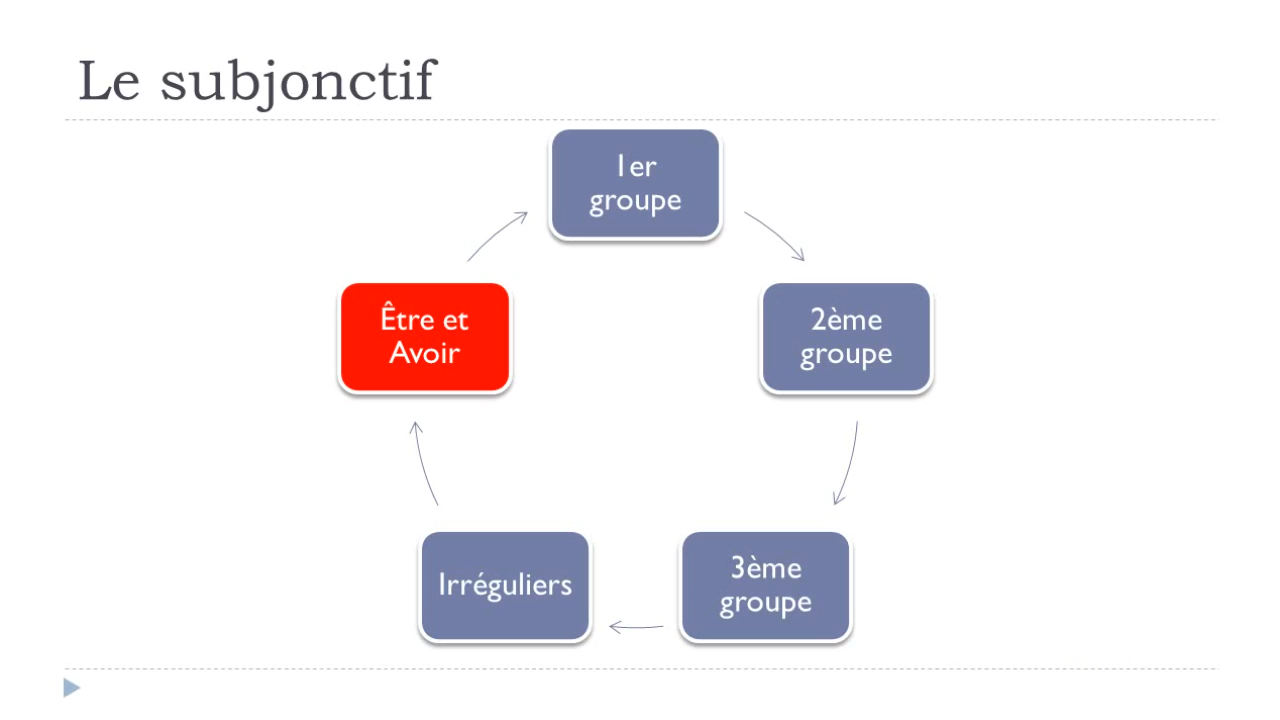 Le subjonctif
1er
groupe
2ème
groupe
3ème
groupe
Irréguliers
Être et
Avoir